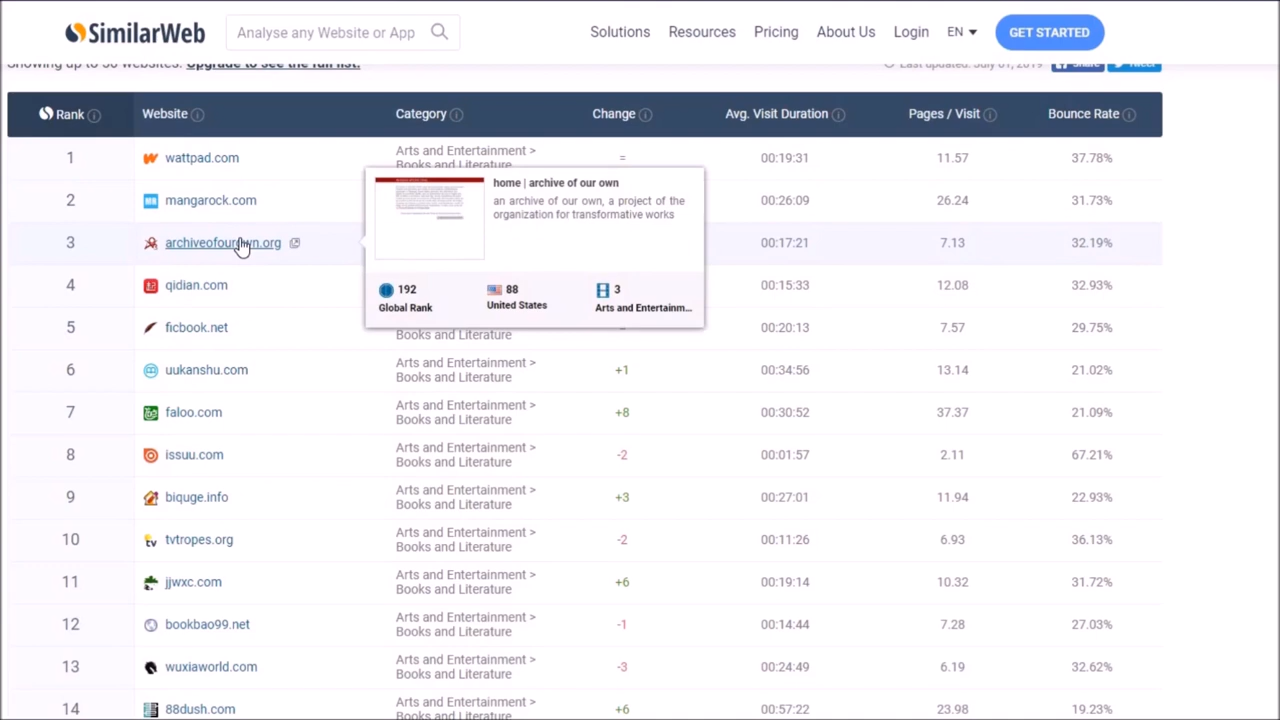 SimilarWeb Analyse any Website or App Solutions Resources Pricing About Us Login EN GET STARTED
Showing up to 50 websites. Upgrade to see the full list. Last updated: July 01, 2019 Share Tweet
Rank Website Category Change Avg. Visit Duration Pages / Visit Bounce Rate
1 wattpad.com Arts and Entertainment > = 00:19:31 11.57 37.78%
Books and Literature
2 mangarock.com 00:26:09 26.24 31.73%
3 archiveofourown.org 00:17:21 7.13 32.19%
home | archive of our own
an archive of our own, a project of the
organization for transformative works
192 88 3
Global Rank United States Arts and Entertainm...
4 qidian.com 00:15:33 12.08 32.93%
5 ficbook.net 00:20:13 7.57 29.75%
Books and Literature
6 uukanshu.com Arts and Entertainment > +1 00:34:56 13.14 21.02%
Books and Literature
7 faloo.com Arts and Entertainment > +8 00:30:52 37.37 21.09%
Books and Literature
8 issuu.com Arts and Entertainment > -2 00:01:57 2.11 67.21%
Books and Literature
9 biquge.info Arts and Entertainment > +3 00:27:01 11.94 22.93%
Books and Literature
10 tvtropes.org Arts and Entertainment > -2 00:11:26 6.93 36.13%
Books and Literature
11 jjwxc.com Arts and Entertainment > +6 00:19:14 10.32 31.72%
Books and Literature
12 bookbao99.net Arts and Entertainment > -1 00:14:44 7.28 27.03%
Books and Literature
13 wuxiaworld.com Arts and Entertainment > -3 00:24:49 6.19 32.62%
Books and Literature
14 88dush.com Arts and Entertainment > +6 00:57:22 23.98 19.23%
Books and Literature